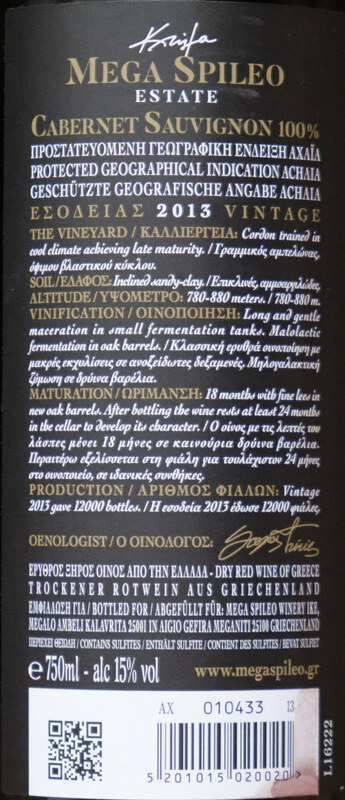 Κτήμα
MEGA SPILEO
ESTATE
CABERNET SAUVIGNON 100%
ΠΡΟΣΤΑΤΕΥΟΜΕΝΗ ΓΕΩΓΡΑΦΙΚΗ ΕΝΔΕΙΞΗ ΑΧΑΪΑ
PROTECTED GEOGRAPHICAL INDICATION ACHAIA
GESCHÜTZTE GEOGRAFISCHE ANGABE ACHAIA
ΕΣΟΔΕΙΑΣ 2013 VINTAGE
THE VINEYARD / ΚΑΛΛΙΕΡΓΕΙΑ: Cordon trained in
cool climate achieving late maturity. / Γραμμικός αμπελώνας,
όψιμου βλαστικού κύκλου.
SOIL/ΕΔΑΦΟΣ: Inclined sandy-clay. / Επικλινές, αμμοαργιλώδες.
ALTITUDE / ΥΨΟΜΕΤΡΟ: 780-880 meters. / 780-880 m.
VINIFICATION / ΟΙΝΟΠΟΙΗΣΗ: Long and gentle
maceration in small fermentation tanks. Malolactic
fermentation in oak barrels. / Κλασσική ερυθρά οινοποίηση με
μακρές εκχυλίσεις σε ανοξείδωτες δεξαμενές. Μηλογαλακτική
ζύμωση σε δρύινα βαρέλια.
MATURATION / ΩΡΙΜΑΝΣΗ: 18 months with fine lees in
new oak barrels. After bottling the wine rests at least 24 months
in the cellar to develop its character. / Ο οίνος με τις λεπτές του
λάσπες μένει 18 μήνες σε καινούρια δρύινα βαρέλια.
Περαιτέρω εξελίσσεται στη φιάλη για τουλάχιστον 24 μήνες
στο οινοποιείο, σε ιδανικές συνθήκες.
PRODUCTION / ΑΡΙΘΜΟΣ ΦΙΑΛΩΝ: Vintage
2013 gave 12000 bottles. / Η εσοδεία 2013 έδωσε 12000 φιάλες.
OENOLOGIST / Ο ΟΙΝΟΛΟΓΟΣ:
ΕΡΥΘΡΟΣ ΞΗΡΟΣ ΟΙΝΟΣ ΑΠΟ ΤΗΝ ΕΛΛΑΔΑ - DRY RED WINE OF GREECE
TROCKENER ROTWEIN AUS GRIECHENLAND
ΕΜΦΙΑΛΩΣΗ ΓΙΑ / BOTTLED FOR / ABGEFÜLLT FÜR: MEGA SPILEO WINERY IKE,
MEGALO AMBELI KALAVRITA 25001 IN AIGIO GEFIRA MEGANITI 25100 GRIECHENLAND
ΠΕΡΙΕΧΕΙ ΘΕΙΩΔΗ / CONTAINS SULFITES / ENTHÄLT SULFITE / CONTIENT DES SULFITES / BEVAT SULFIET
℮ 750ml - alc 15% vol www.megaspileo.gr
AX 010433 13
5 201015 020020 >
L16222